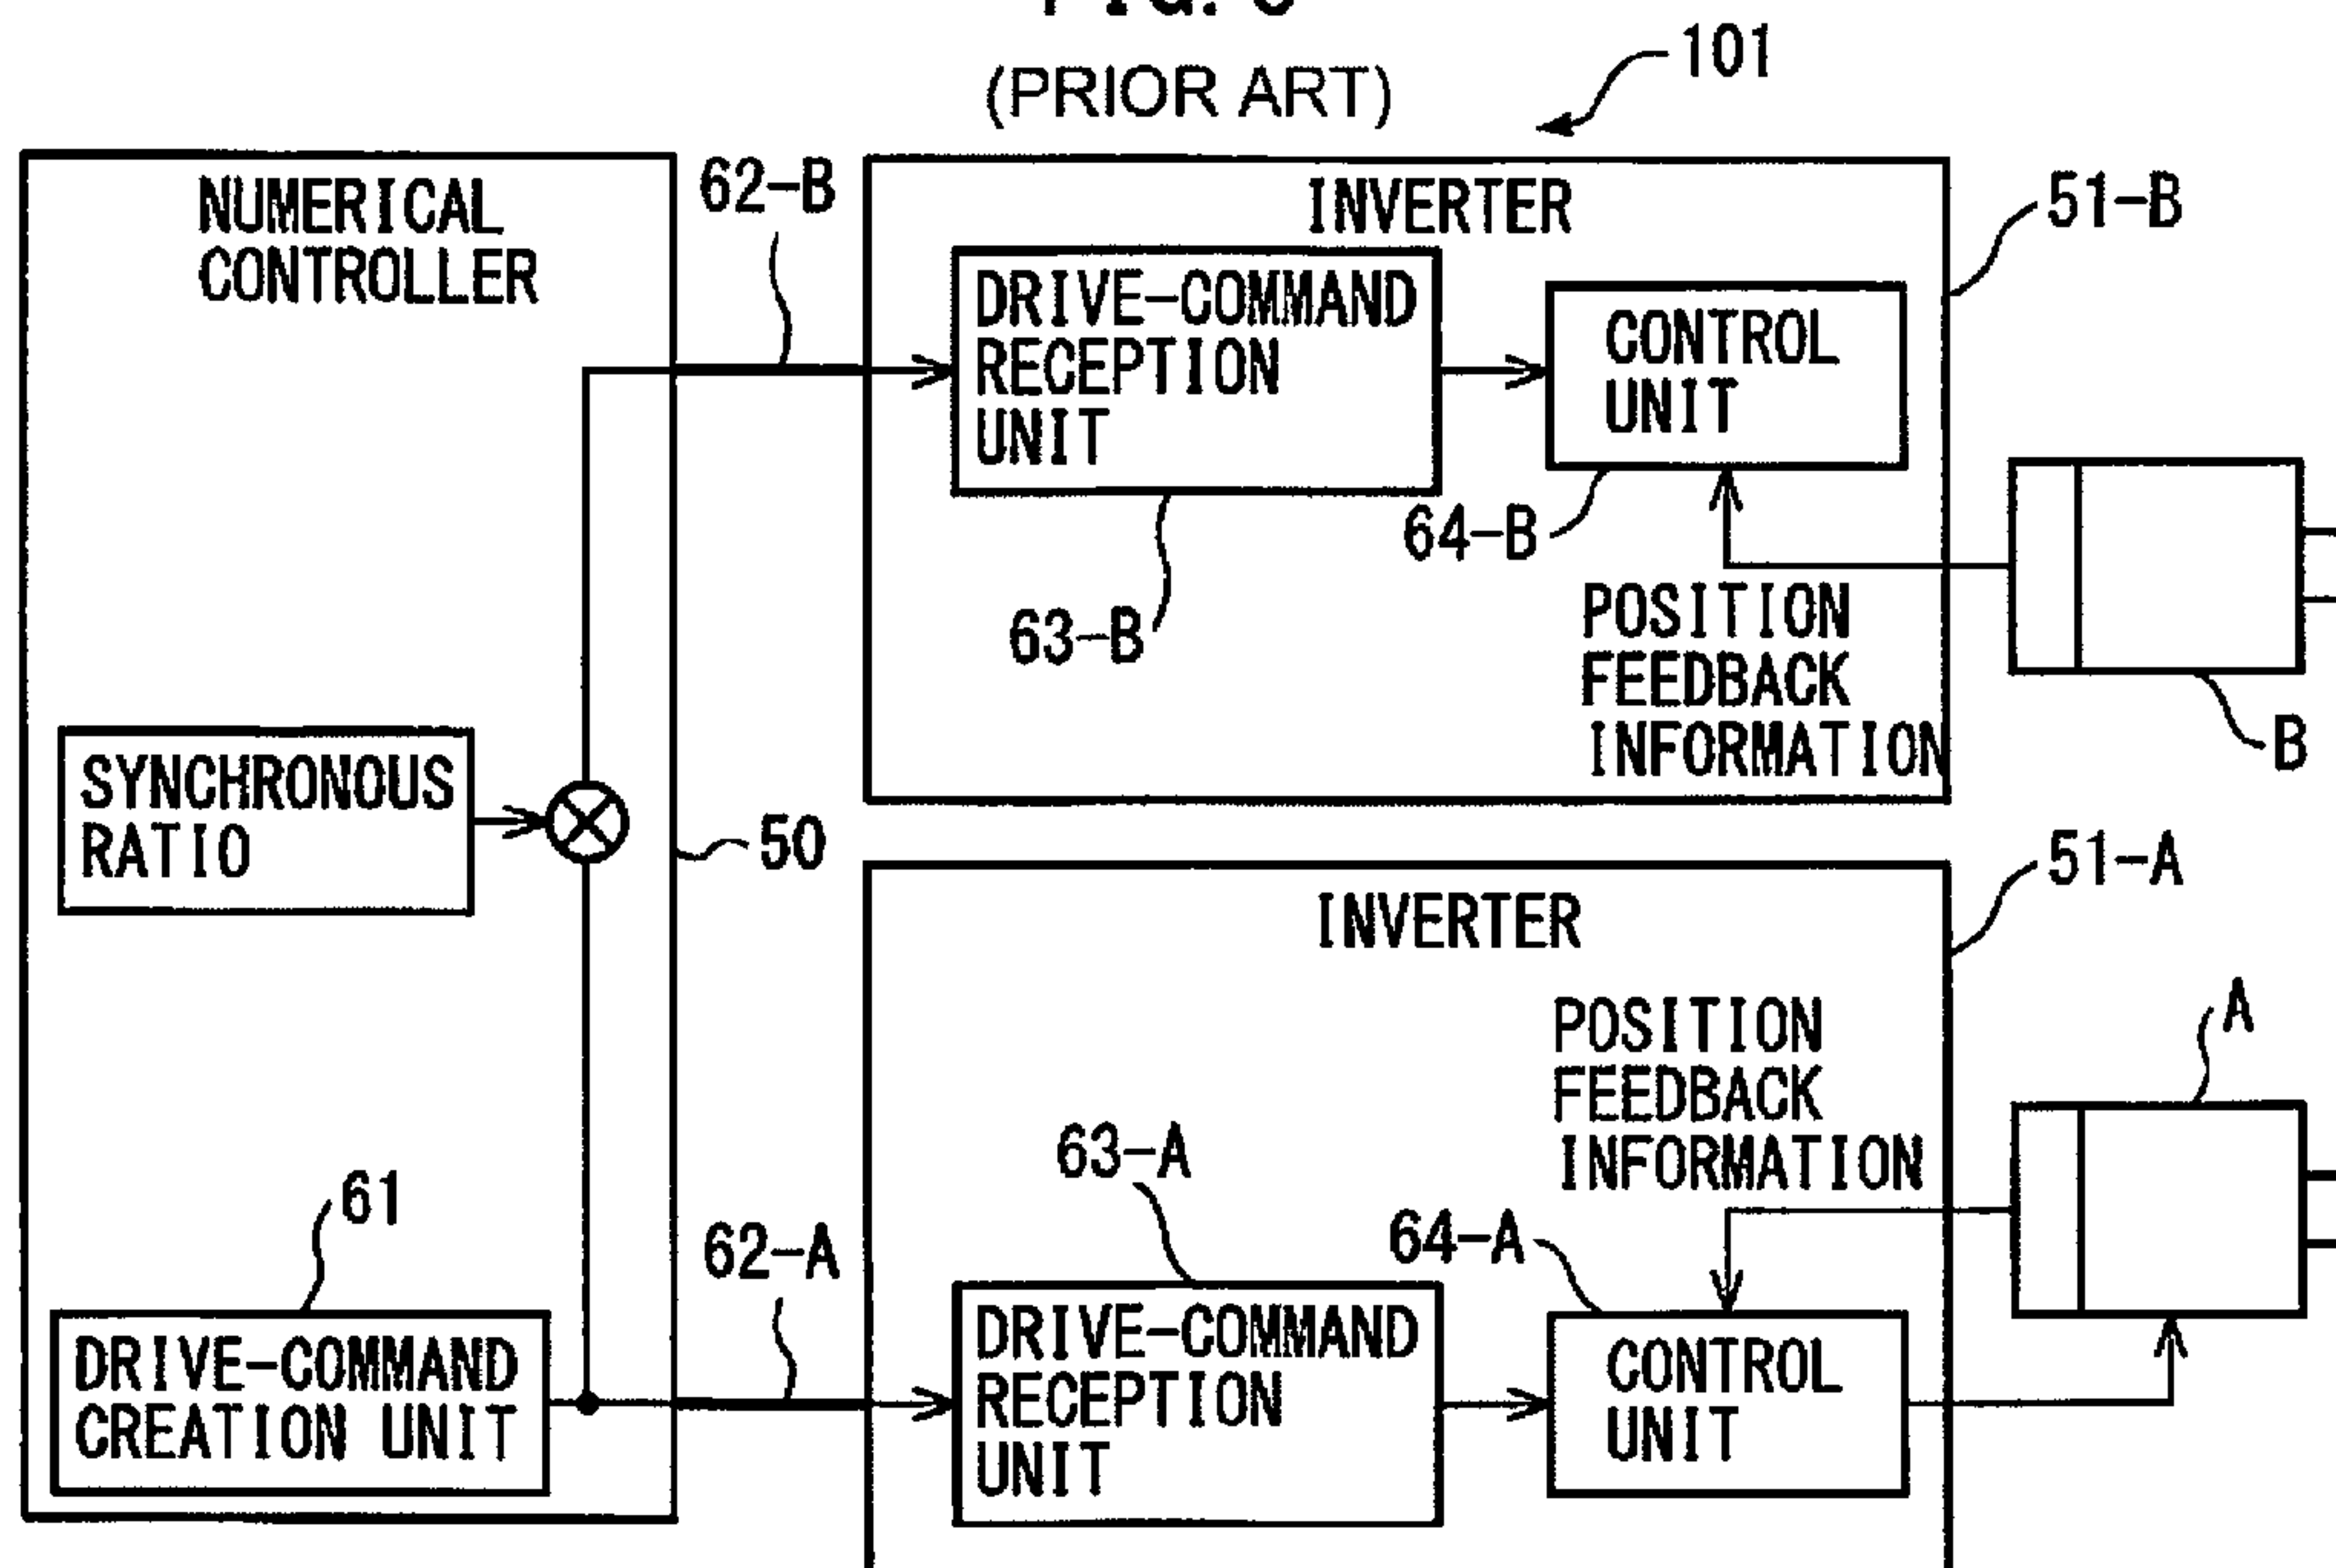 (PRIOR ART)
101
NUMERICAL
CONTROLLER
62-B
INVERTER
51-B
DRIVE-COMMAND
RECEPTION
UNIT
CONTROL
UNIT
64-B
63-B
POSITION
FEEDBACK
INFORMATION
B
SYNCHRONOUS
RATIO
50
INVERTER
51-A
POSITION
FEEDBACK
INFORMATION
A
63-A
61
62-A
64-A
DRIVE-COMMAND
CREATION UNIT
DRIVE-COMMAND
RECEPTION
UNIT
CONTROL
UNIT